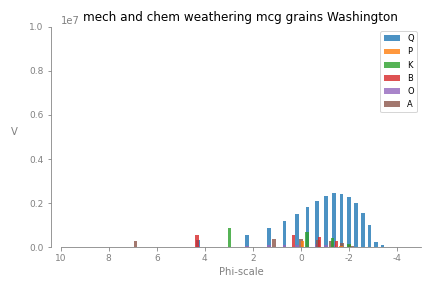 mech and chem weathering mcg grains Washington
1e7
1.0
0.8
0.6
0.4
0.2
0.0
V
10 8 6 4 2 0 -2 -4
Phi-scale
Q
P
K
B
O
A